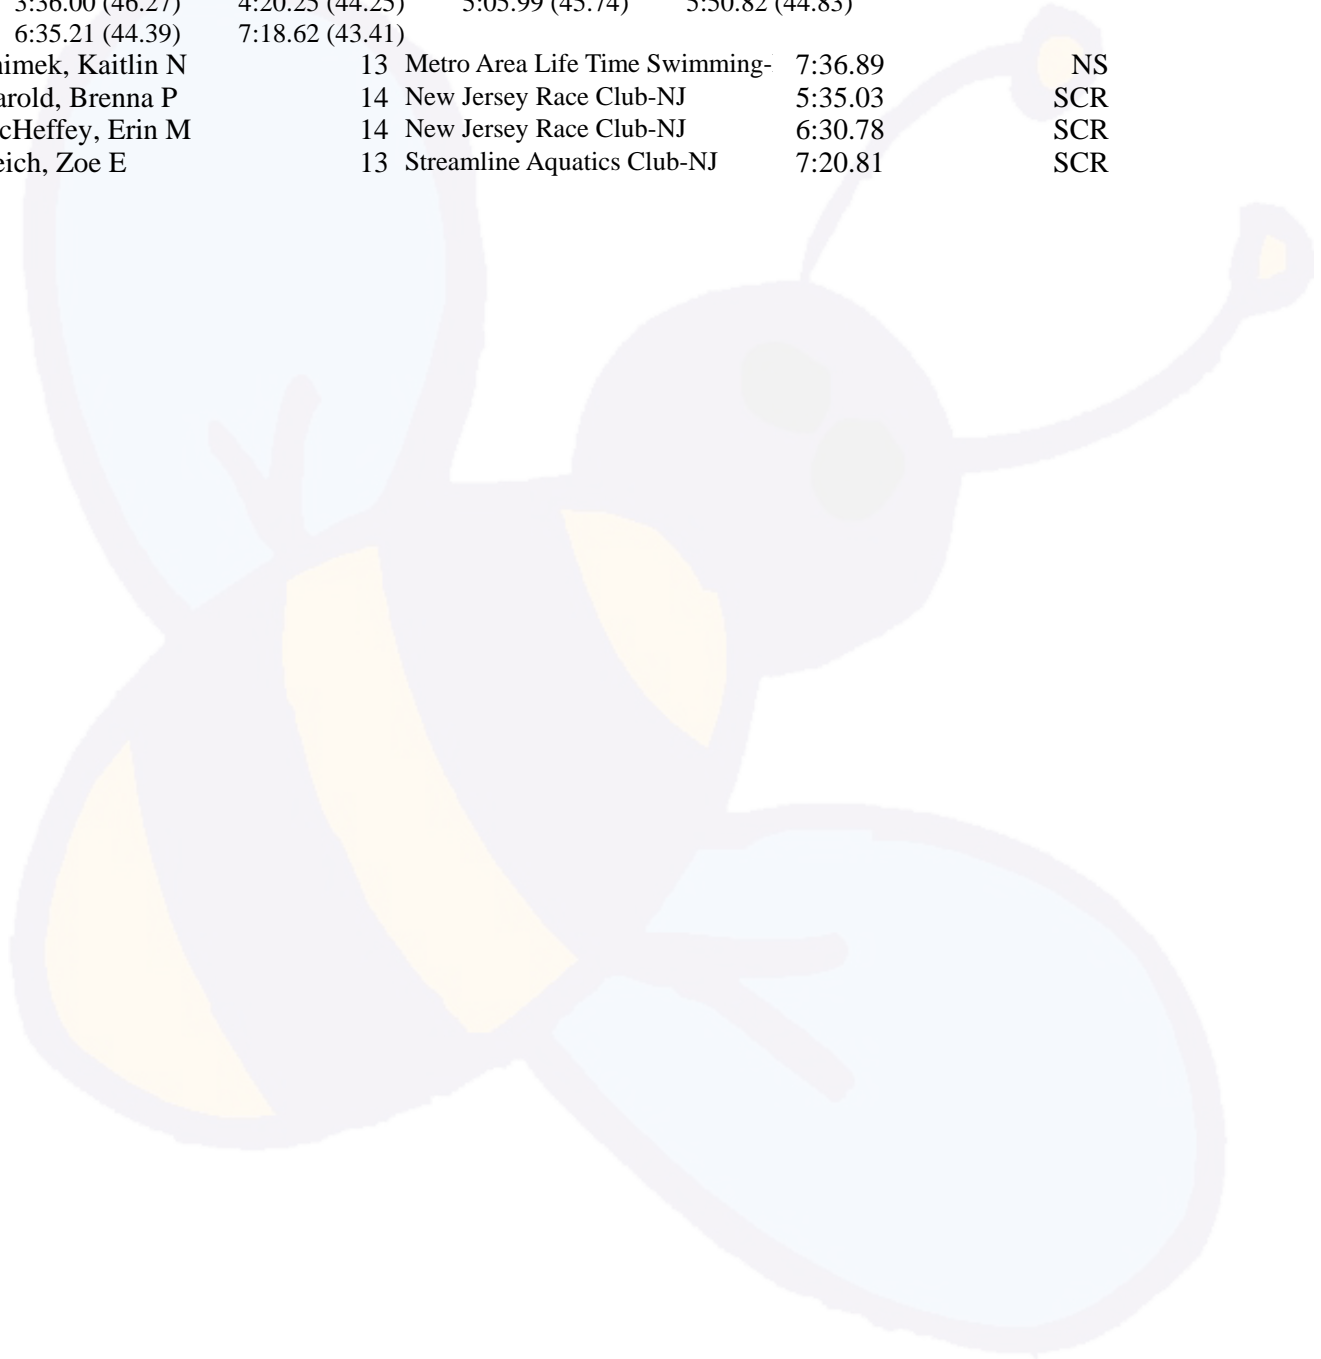 3:36.00 (46.27) 4:20.25 (44.25) 5:05.99 (45.74) 5:50.82 (44.83)
6:35.21 (44.39) 7:18.62 (43.41)
Kaitlin N 13 Metro Area Life Time Swimming- 7:36.89 NS
Brenna P 14 New Jersey Race Club-NJ 5:35.03 SCR
cHeffey, Erin M 14 New Jersey Race Club-NJ 6:30.78 SCR
Zoe E 13 Streamline Aquatics Club-NJ 7:20.81 SCR